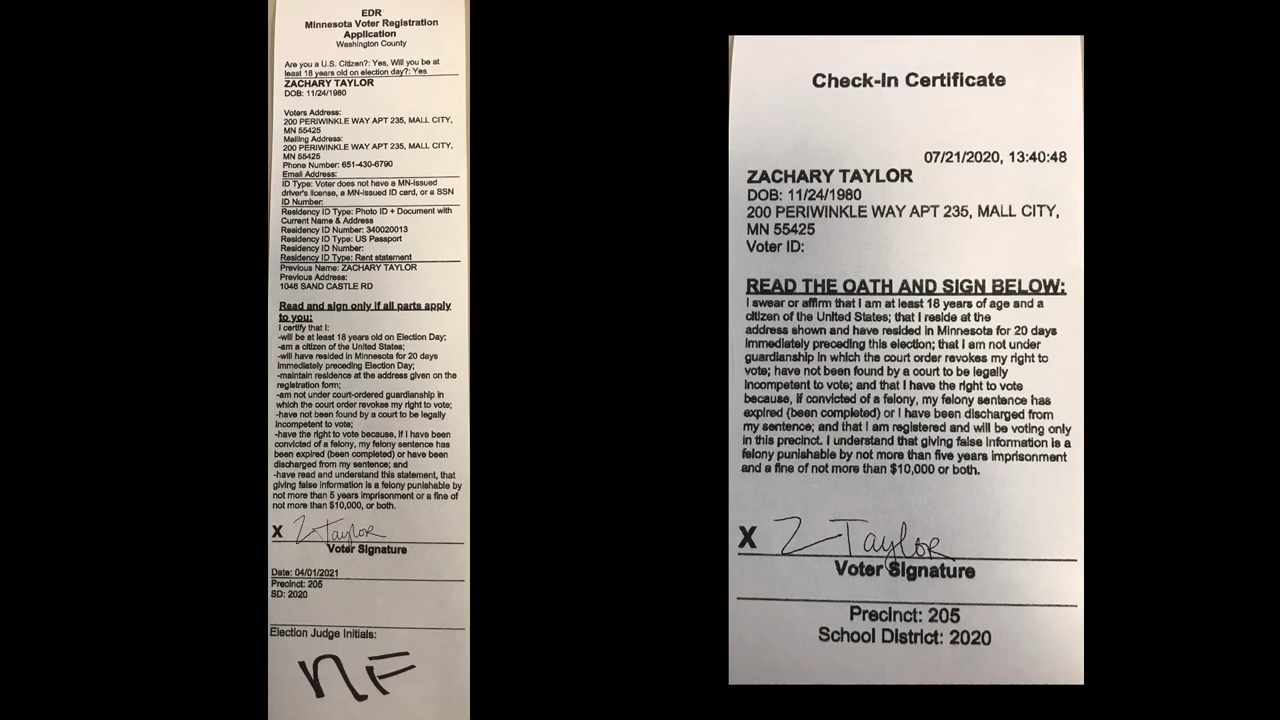 EDR
Minnesota Voter Registration
Application
Washington County
Are you a U.S. Citizen?: Yes, Will you be at
least 18 years old on election day?: Yes
ZACHARY TAYLOR
DOB: 11/24/1980
Voters Address:
200 PERIWINKLE WAY APT 235, MALL CITY,
MN 55425
Mailing Address:
200 PERIWINKLE WAY APT 235, MALL CITY,
MN 55425
Phone Number: 651-430-6790
Email Address:
ID Type: Voter does not have a MN-issued
driver's license, a MN-issued ID card, or a SSN
ID Number:
Residency ID Type: Photo ID + Document with
Current Name & Address
Residency ID Number: 340020013
Residency ID Type: US Passport
Residency ID Number:
Residency ID Type: Rent statement
Previous Name: ZACHARY TAYLOR
Previous Address:
1046 SAND CASTLE RD
Read and sign only if all parts apply
to you:
I certify that I:
-will be at least 18 years old on Election Day;
-am a citizen of the United States;
-will have resided in Minnesota for 20 days
immediately preceding Election Day;
-maintain residence at the address given on the
registration form;
-am not under court-ordered guardianship in
which the court order revokes my right to vote;
-have not been found by a court to be legally
incompetent to vote;
-have the right to vote because, if I have been
convicted of a felony, my felony sentence has
been expired (been completed) or have been
discharged from my sentence; and
-have read and understand this statement, that
giving false information is a felony punishable by
not more than 5 years imprisonment or a fine of
not more than $10,000, or both.
X Z Taylor
Voter Signature
Date: 04/01/2021
Precinct: 205
SD: 2020
Election Judge Initials:
NF
Check-In Certificate
07/21/2020, 13:40:48
ZACHARY TAYLOR
DOB: 11/24/1980
200 PERIWINKLE WAY APT 235, MALL CITY,
MN 55425
Voter ID:
READ THE OATH AND SIGN BELOW:
I swear or affirm that I am at least 18 years of age and a
citizen of the United States; that I reside at the
address shown and have resided in Minnesota for 20 days
immediately preceding this election; that I am not under
guardianship in which the court order revokes my right to
vote; have not been found by a court to be legally
incompetent to vote; and that I have the right to vote
because, if convicted of a felony, my felony sentence has
expired (been completed) or I have been discharged from
my sentence; and that I am registered and will be voting only
in this precinct. I understand that giving false information is a
felony punishable by not more than five years imprisonment
and a fine of not more than $10,000 or both.
X Z Taylor
Voter Signature
Precinct: 205
School District: 2020